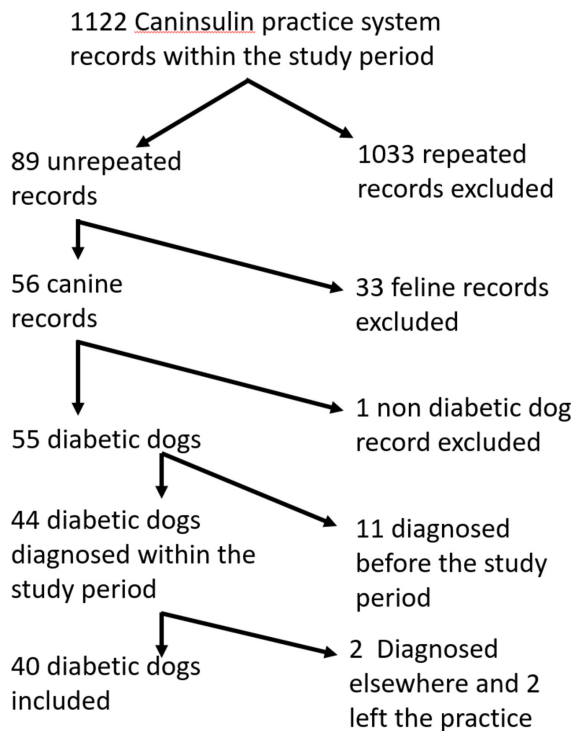 1122 Caninsulin practice system
records within the study period
89 unrepeated
records
1033 repeated
records excluded
56 canine
records
33 feline records
excluded
55 diabetic dogs
1 non diabetic dog
record excluded
44 diabetic dogs
diagnosed within the
study period
11 diagnosed
before the study
period
40 diabetic dogs
included
2 Diagnosed
elsewhere and 2
left the practice